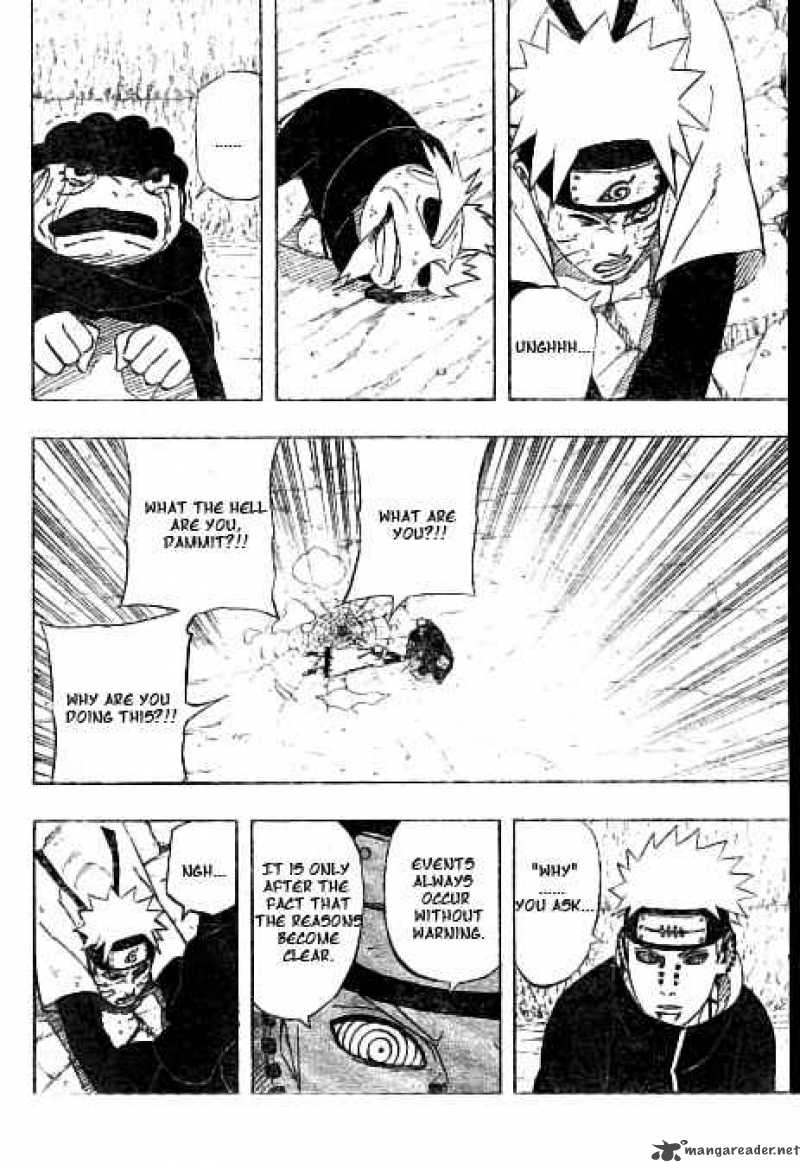 UNGHHH...
.......
WHAT ARE
YOU?!!
WHAT THE HELL
ARE YOU,
DAMMIT?!!
WHY ARE YOU
DOING THIS?!!
"WHY"
......
YOU ASK...
EVENTS
ALWAYS
OCCUR
WITHOUT
WARNING.
IT IS ONLY
AFTER THE
FACT THAT
THE REASONS
BECOME
CLEAR.
NGH...
mangareader.net